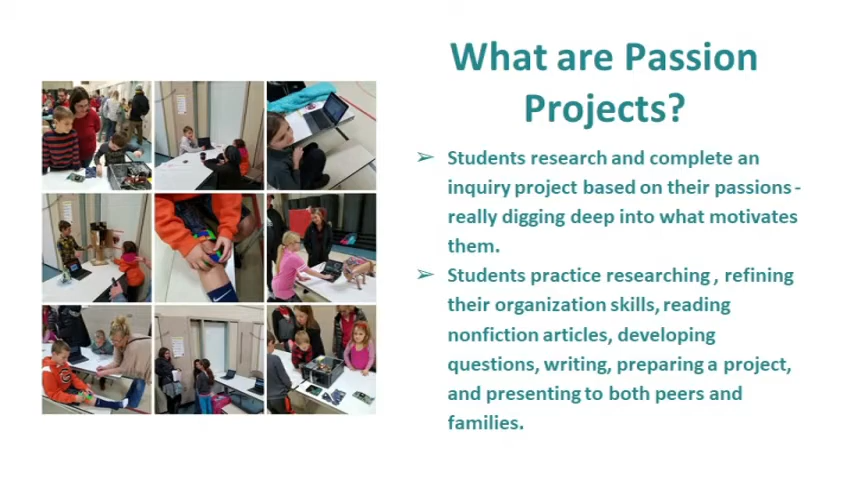 What are Passion
Projects?
➢ Students research and complete an
inquiry project based on their passions -
really digging deep into what motivates
them.
➢ Students practice researching , refining
their organization skills, reading
nonfiction articles, developing
questions, writing, preparing a project,
and presenting to both peers and
families.